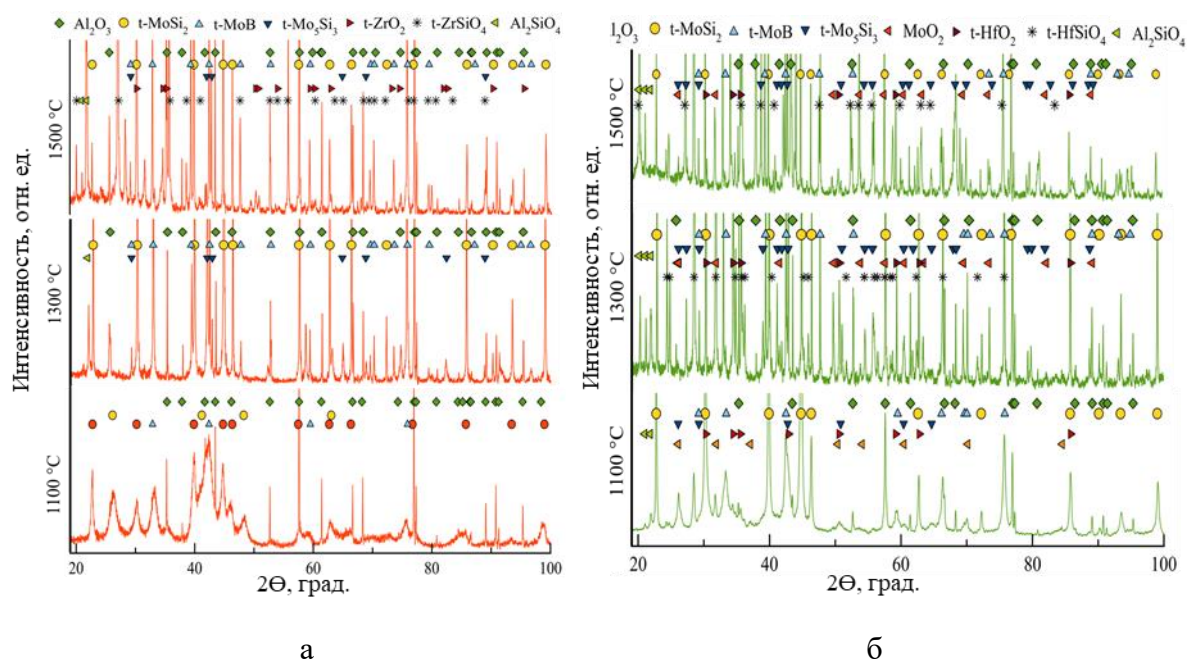 Al₂O₃ t-MoSi₂ t-MoB t-Mo₅Si₃ t-ZrO₂ t-ZrSiO₄ Al₂SiO₄
1500 °C
1300 °C
1100 °C
Интенсивность, отн. ед.
20 40 60 80 100
2Ө, град.
а
l₂O₃ t-MoSi₂ t-MoB t-Mo₅Si₃ MoO₂ t-HfO₂ t-HfSiO₄ Al₂SiO₄
1500 °C
1300 °C
1100 °C
Интенсивность, отн. ед.
20 40 60 80 100
2Ө, град.
б